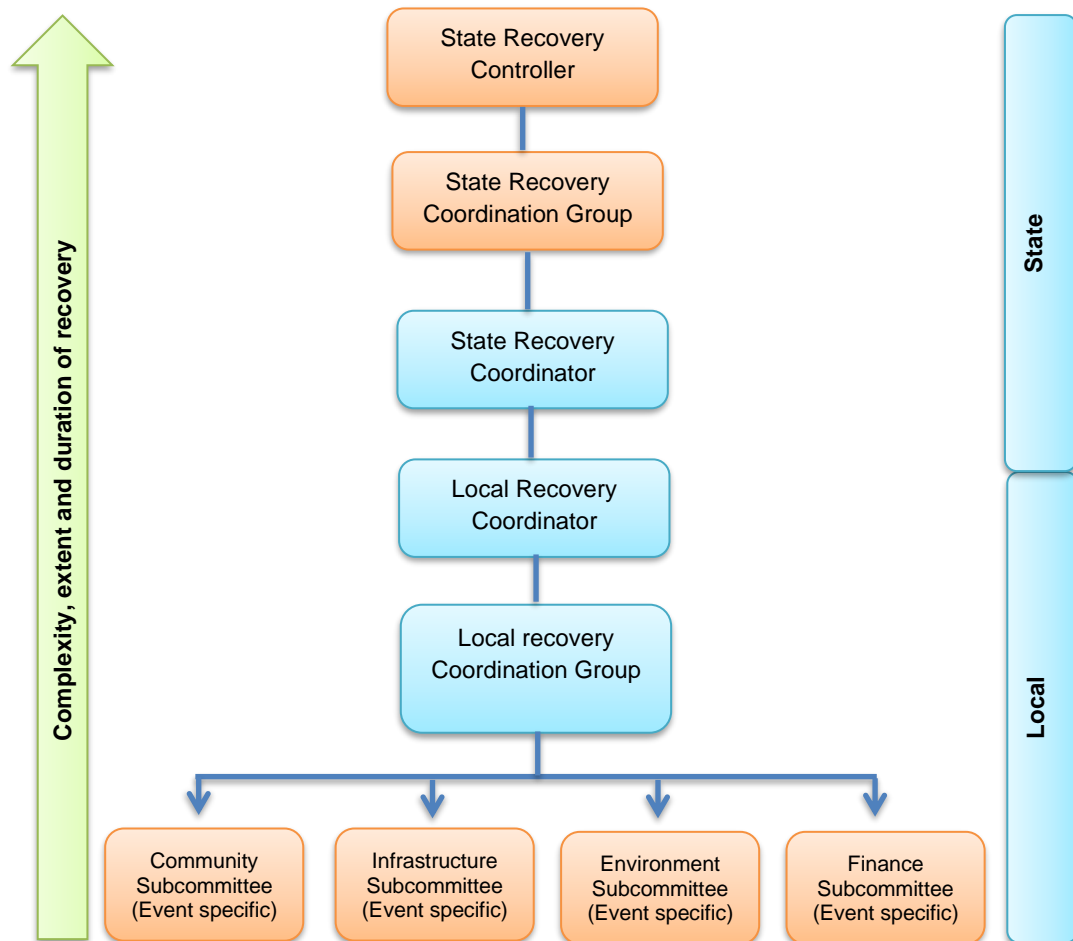 State Recovery
Controller
State Recovery
Coordination Group
State Recovery
Coordinator
Local Recovery
Coordinator
Local recovery
Coordination Group
Community
Subcommittee
(Event specific)
Infrastructure
Subcommittee
(Event specific)
Environment
Subcommittee
(Event specific)
Finance
Subcommittee
(Event specific)
Complexity, extent and duration of recovery
State
Local